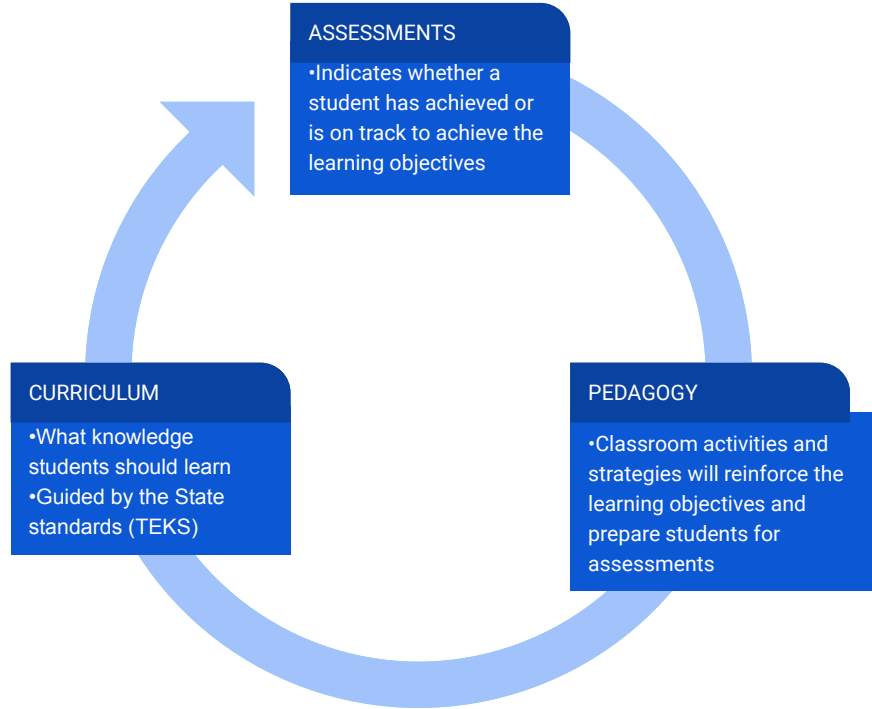 ASSESSMENTS
•Indicates whether a
student has achieved or
is on track to achieve the
learning objectives
CURRICULUM
•What knowledge
students should learn
•Guided by the State
standards (TEKS)
PEDAGOGY
•Classroom activities and
strategies will reinforce the
learning objectives and
prepare students for
assessments